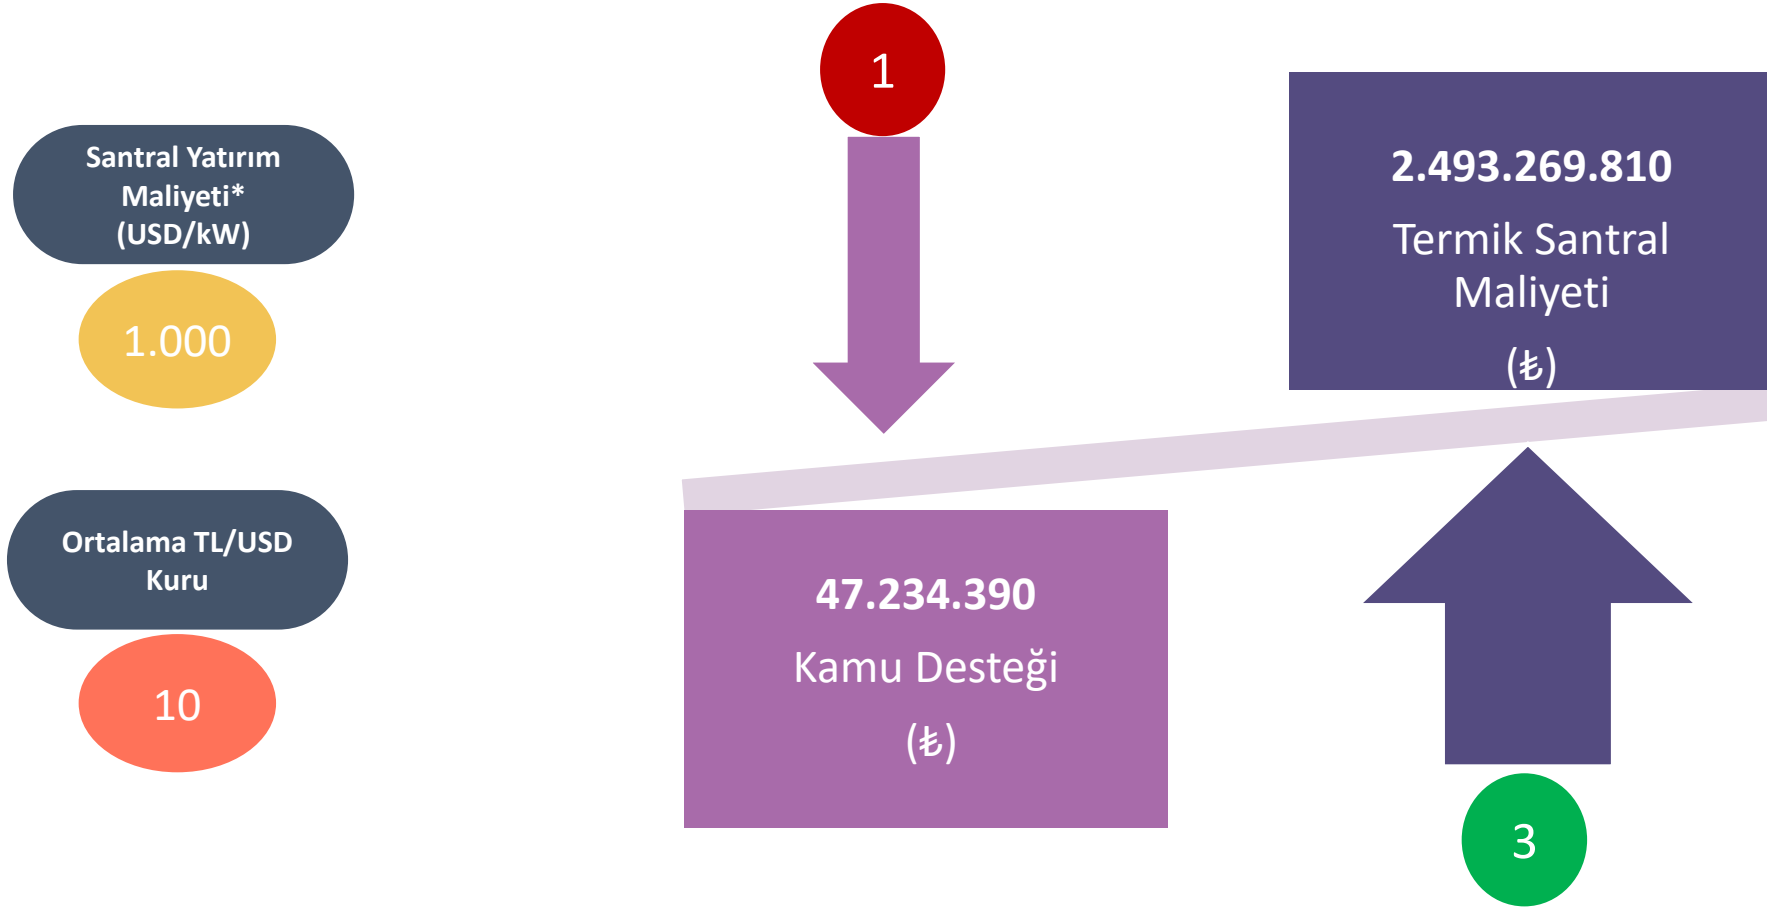 Santral Yatırım
Maliyeti*
(USD/kW)
1.000
Ortalama TL/USD
Kuru
10
1
47.234.390
Kamu Desteği
(₺)
2.493.269.810
Termik Santral
Maliyeti
(₺)
3